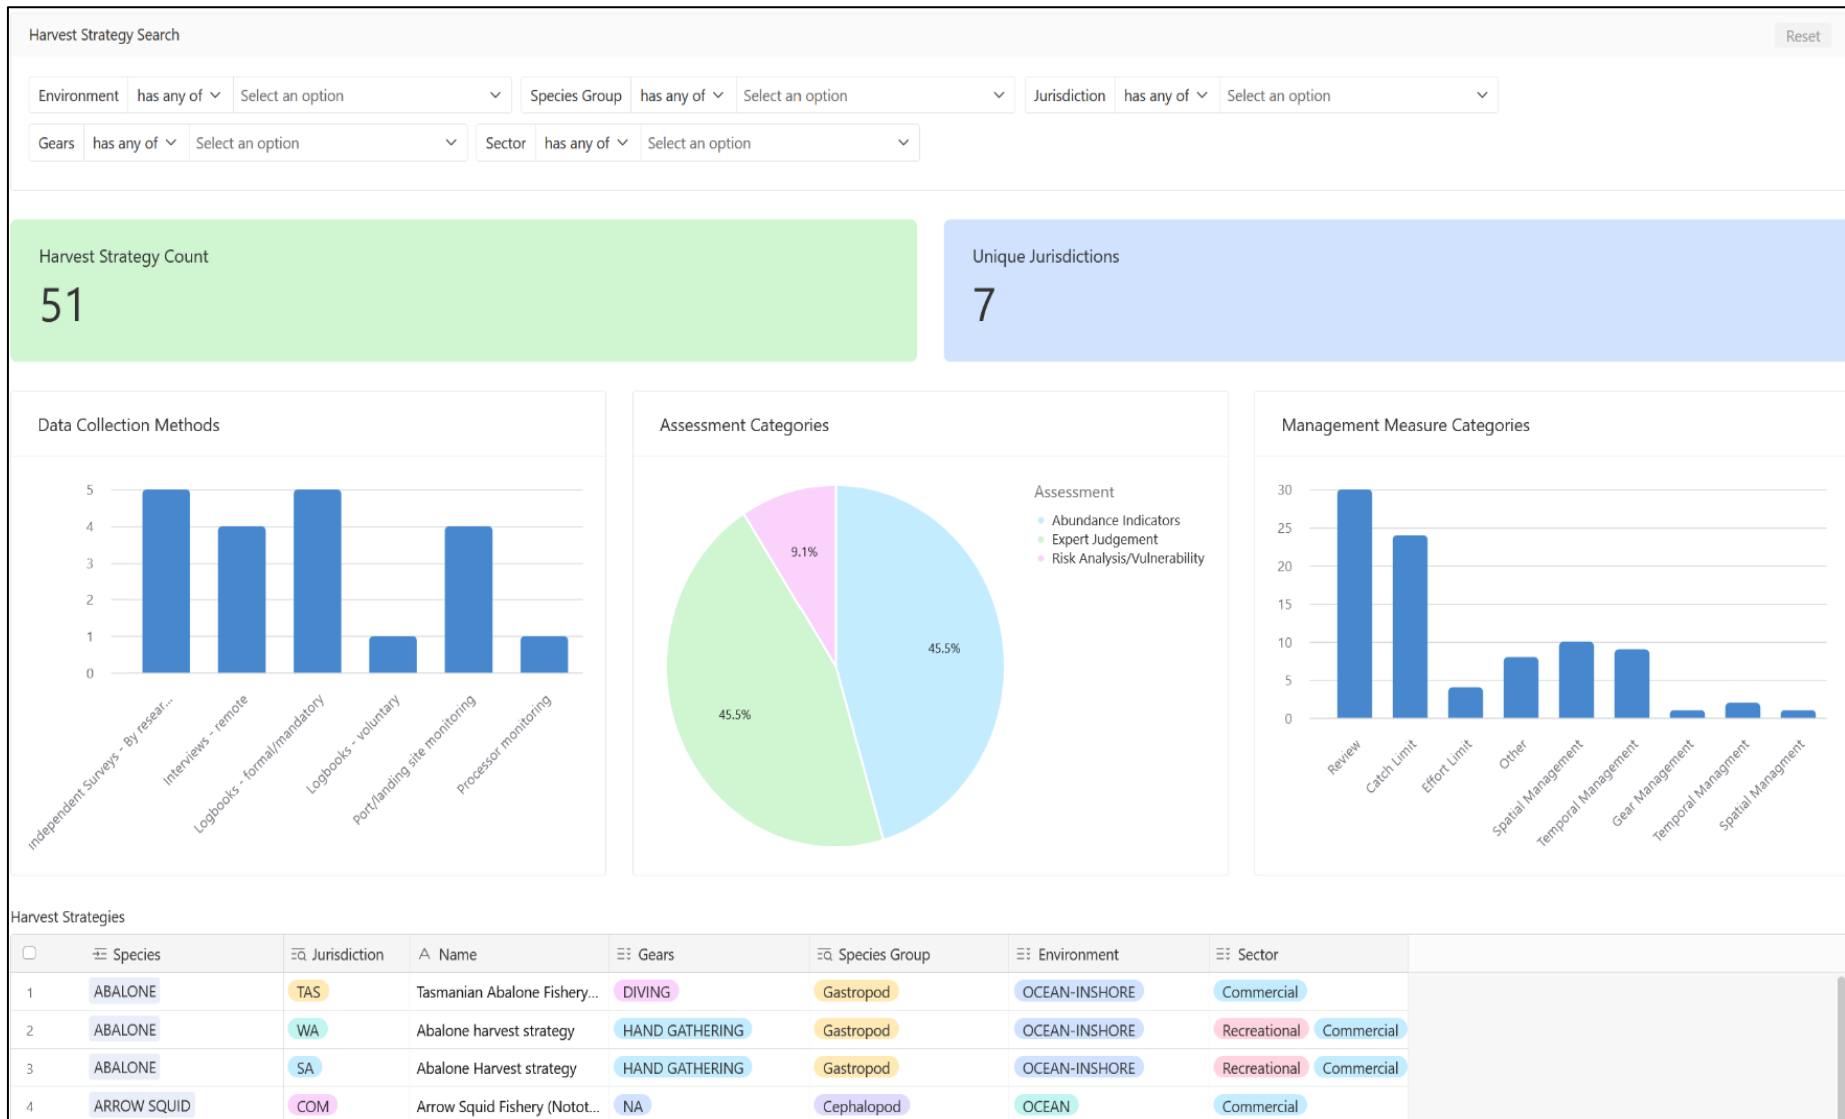 Harvest Strategy Search
Reset
Environment has any of Select an option Species Group has any of Select an option Jurisdiction has any of Select an option
Gears has any of Select an option Sector has any of Select an option
Harvest Strategy Count
51
Unique Jurisdictions
7
Data Collection Methods
5
4
3
2
1
0
Independent Surveys - By resear...
Interviews - remote
Logbooks - formal/mandatory
Logbooks - voluntary
Port/landing site monitoring
Processor monitoring
Assessment Categories
9.1%
45.5%
45.5%
Assessment
Abundance Indicators
Expert Judgement
Risk Analysis/Vulnerability
Management Measure Categories
30
25
20
15
10
5
0
Review
Catch Limit
Effort Limit
Other
Spatial Management
Temporal Management
Gear Management
Temporal Managment
Spatial Managment
Harvest Strategies
Species Jurisdiction Name Gears Species Group Environment Sector
1 ABALONE TAS Tasmanian Abalone Fishery... DIVING Gastropod OCEAN-INSHORE Commercial
2 ABALONE WA Abalone harvest strategy HAND GATHERING Gastropod OCEAN-INSHORE Recreational Commercial
3 ABALONE SA Abalone Harvest strategy HAND GATHERING Gastropod OCEAN-INSHORE Recreational Commercial
4 ARROW SQUID COM Arrow Squid Fishery (Notot... NA Cephalopod OCEAN Commercial